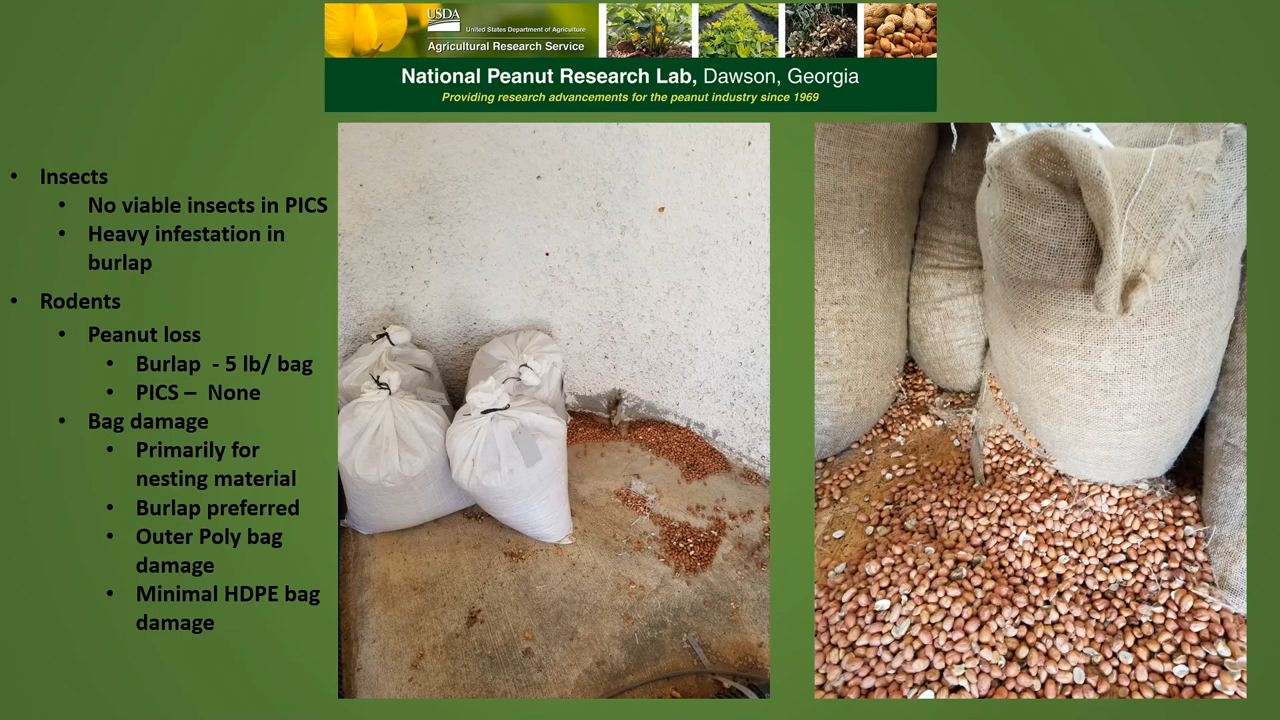 USDA
United States Department of Agriculture
Agricultural Research Service
National Peanut Research Lab, Dawson, Georgia
Providing research advancements for the peanut industry since 1969
• Insects
• No viable insects in PICS
• Heavy infestation in
burlap
• Rodents
• Peanut loss
• Burlap - 5 lb/ bag
• PICS – None
• Bag damage
• Primarily for
nesting material
• Burlap preferred
• Outer Poly bag
damage
• Minimal HDPE bag
damage